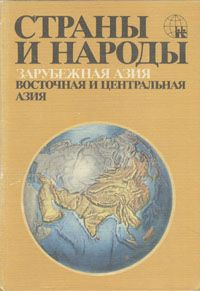 СТРАНЫ
И НАРОДЫ
ЗАРУБЕЖНАЯ АЗИЯ
ВОСТОЧНАЯ И ЦЕНТРАЛЬНАЯ
АЗИЯ